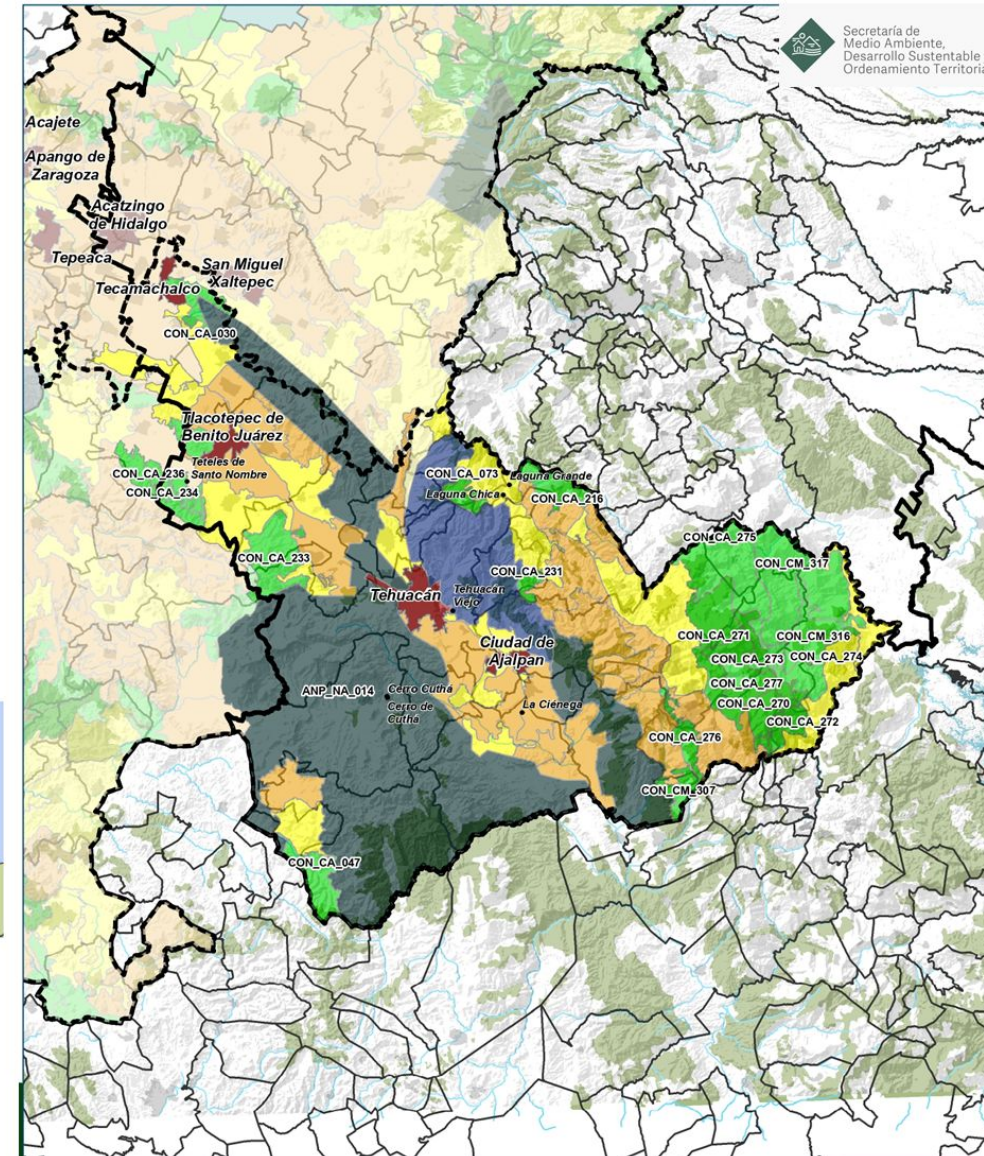 Secretaría de
Medio Ambiente,
Desarrollo Sustentable
Ordenamiento Territoria
Acajete
Apango de
Zaragoza
Acatzingo
de Hidalgo
Tepeaca
San Miguel
Xaltepec
Tecamachalco
CON_CA_030
Tlacotepec de
Benito Juárez
Teteles de
Santo Nombre
CON_CA_236
CON_CA_234
CON_CA_073
Laguna Grande
Laguna Chica
CON_CA_216
CON_CA_233
CON_CA_275
CON_CM_317
CON_CA_231
Tehuacán
Tehuacán
Viejo
Ciudad de
Ajalpan
CON_CA_271
CON_CM_316
CON_CA_273
CON_CA_274
CON_CA_277
ANP_NA_014
Cerro Cuthá
Cerro de
Cuthá
La Cienega
CON_CA_270
CON_CA_272
CON_CA_276
CON_CM_307
CON_CA_047